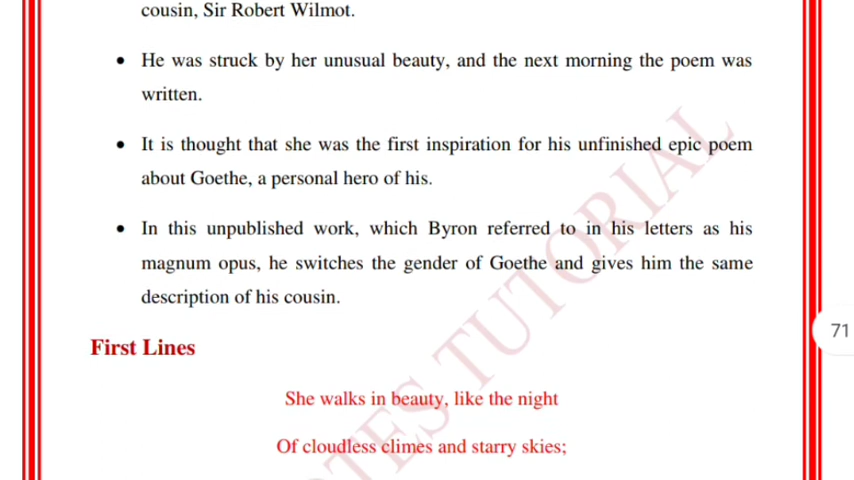 cousin, Sir Robert Wilmot.
• He was struck by her unusual beauty, and the next morning the poem was
written.
• It is thought that she was the first inspiration for his unfinished epic poem
about Goethe, a personal hero of his.
• In this unpublished work, which Byron referred to in his letters as his
magnum opus, he switches the gender of Goethe and gives him the same
description of his cousin.
First Lines
She walks in beauty, like the night
Of cloudless climes and starry skies;
71
TUTORIAL